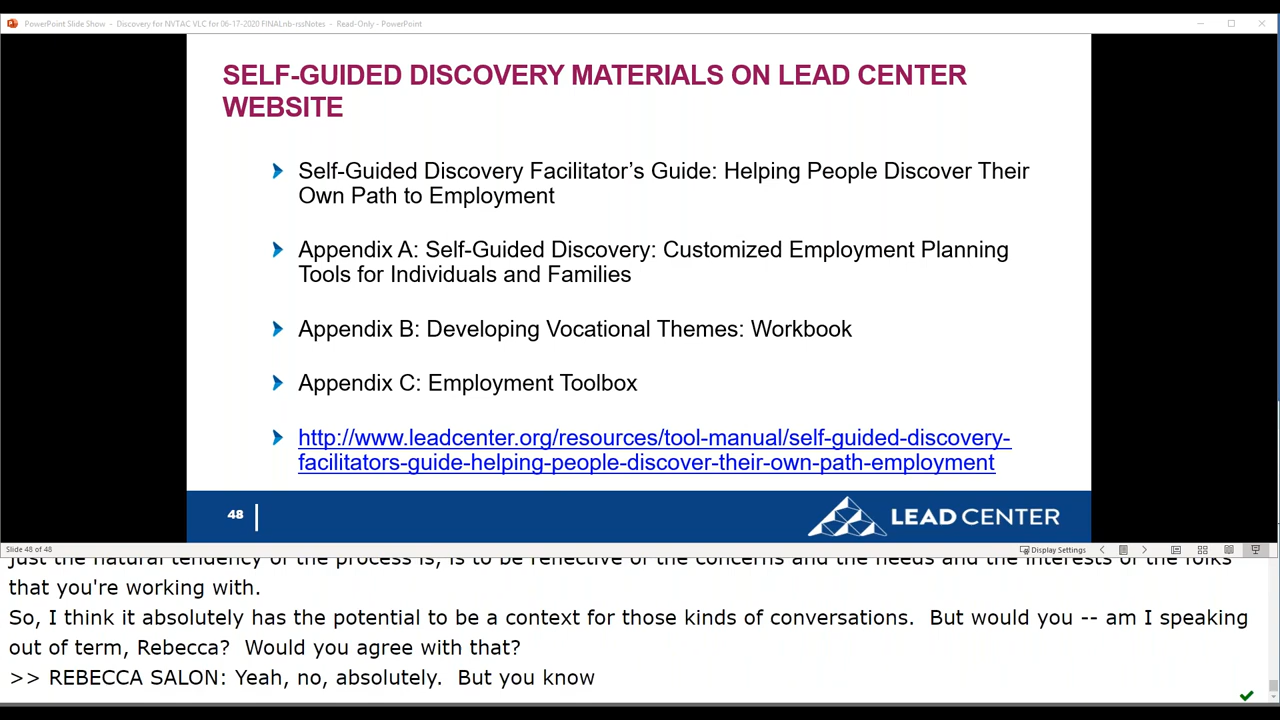 PowerPoint Slide Show - Discovery for NVTAC VLC for 06-17-2020 FINALnb-rssNotes - Read-Only - PowerPoint
SELF-GUIDED DISCOVERY MATERIALS ON LEAD CENTER
WEBSITE
Self-Guided Discovery Facilitator’s Guide: Helping People Discover Their
Own Path to Employment
Appendix A: Self-Guided Discovery: Customized Employment Planning
Tools for Individuals and Families
Appendix B: Developing Vocational Themes: Workbook
Appendix C: Employment Toolbox
http://www.leadcenter.org/resources/tool-manual/self-guided-discovery-
facilitators-guide-helping-people-discover-their-own-path-employment
48
LEAD CENTER
Slide 48 of 48
Display Settings
just the natural tendency of the process is, is to be reflective of the concerns and the needs and the interests of the folks
that you're working with.
So, I think it absolutely has the potential to be a context for those kinds of conversations.  But would you -- am I speaking
out of term, Rebecca?  Would you agree with that?
>> REBECCA SALON: Yeah, no, absolutely.  But you know